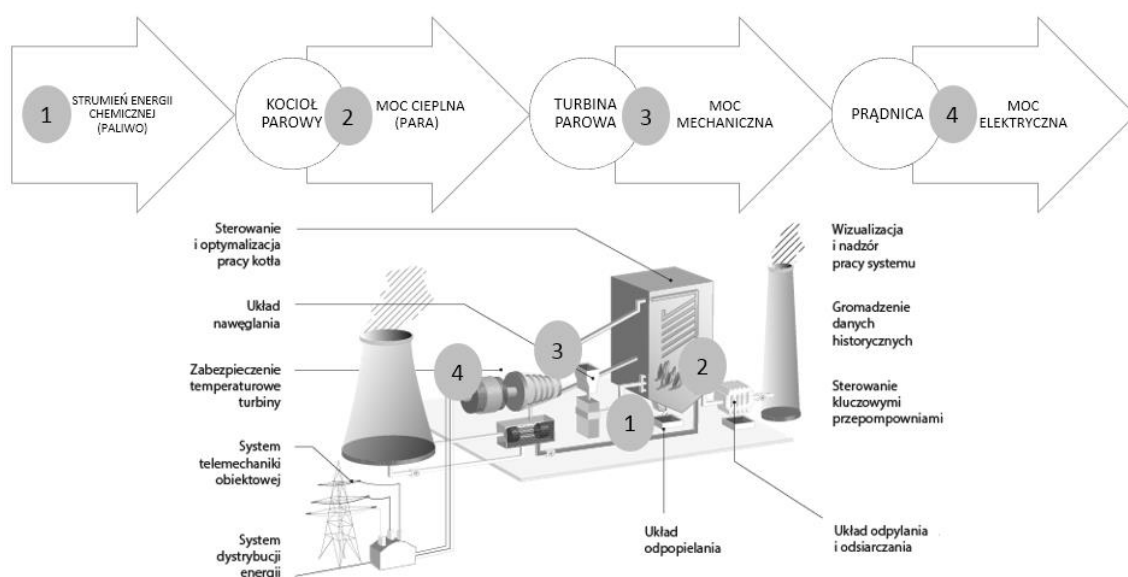 1
STRUMIEŃ ENERGII
CHEMICZNEJ
(PALIWO)
KOCIOŁ
PAROWY
2
MOC CIEPLNA
(PARA)
TURBINA
PAROWA
3
MOC
MECHANICZNA
PRĄDNICA
4
MOC
ELEKTRYCZNA
Sterowanie
i optymalizacja
pracy kotła
Układ
nawęglania
Zabezpieczenie
temperaturowe
turbiny
System
telemechaniki
obiektowej
System
dystrybucji
energii
4
3
2
1
Układ
odpopielania
Układ odpylania
i odsiarczania
Wizualizacja
i nadzór
pracy systemu
Gromadzenie
danych
historycznych
Sterowanie
kluczowymi
przepompowniami